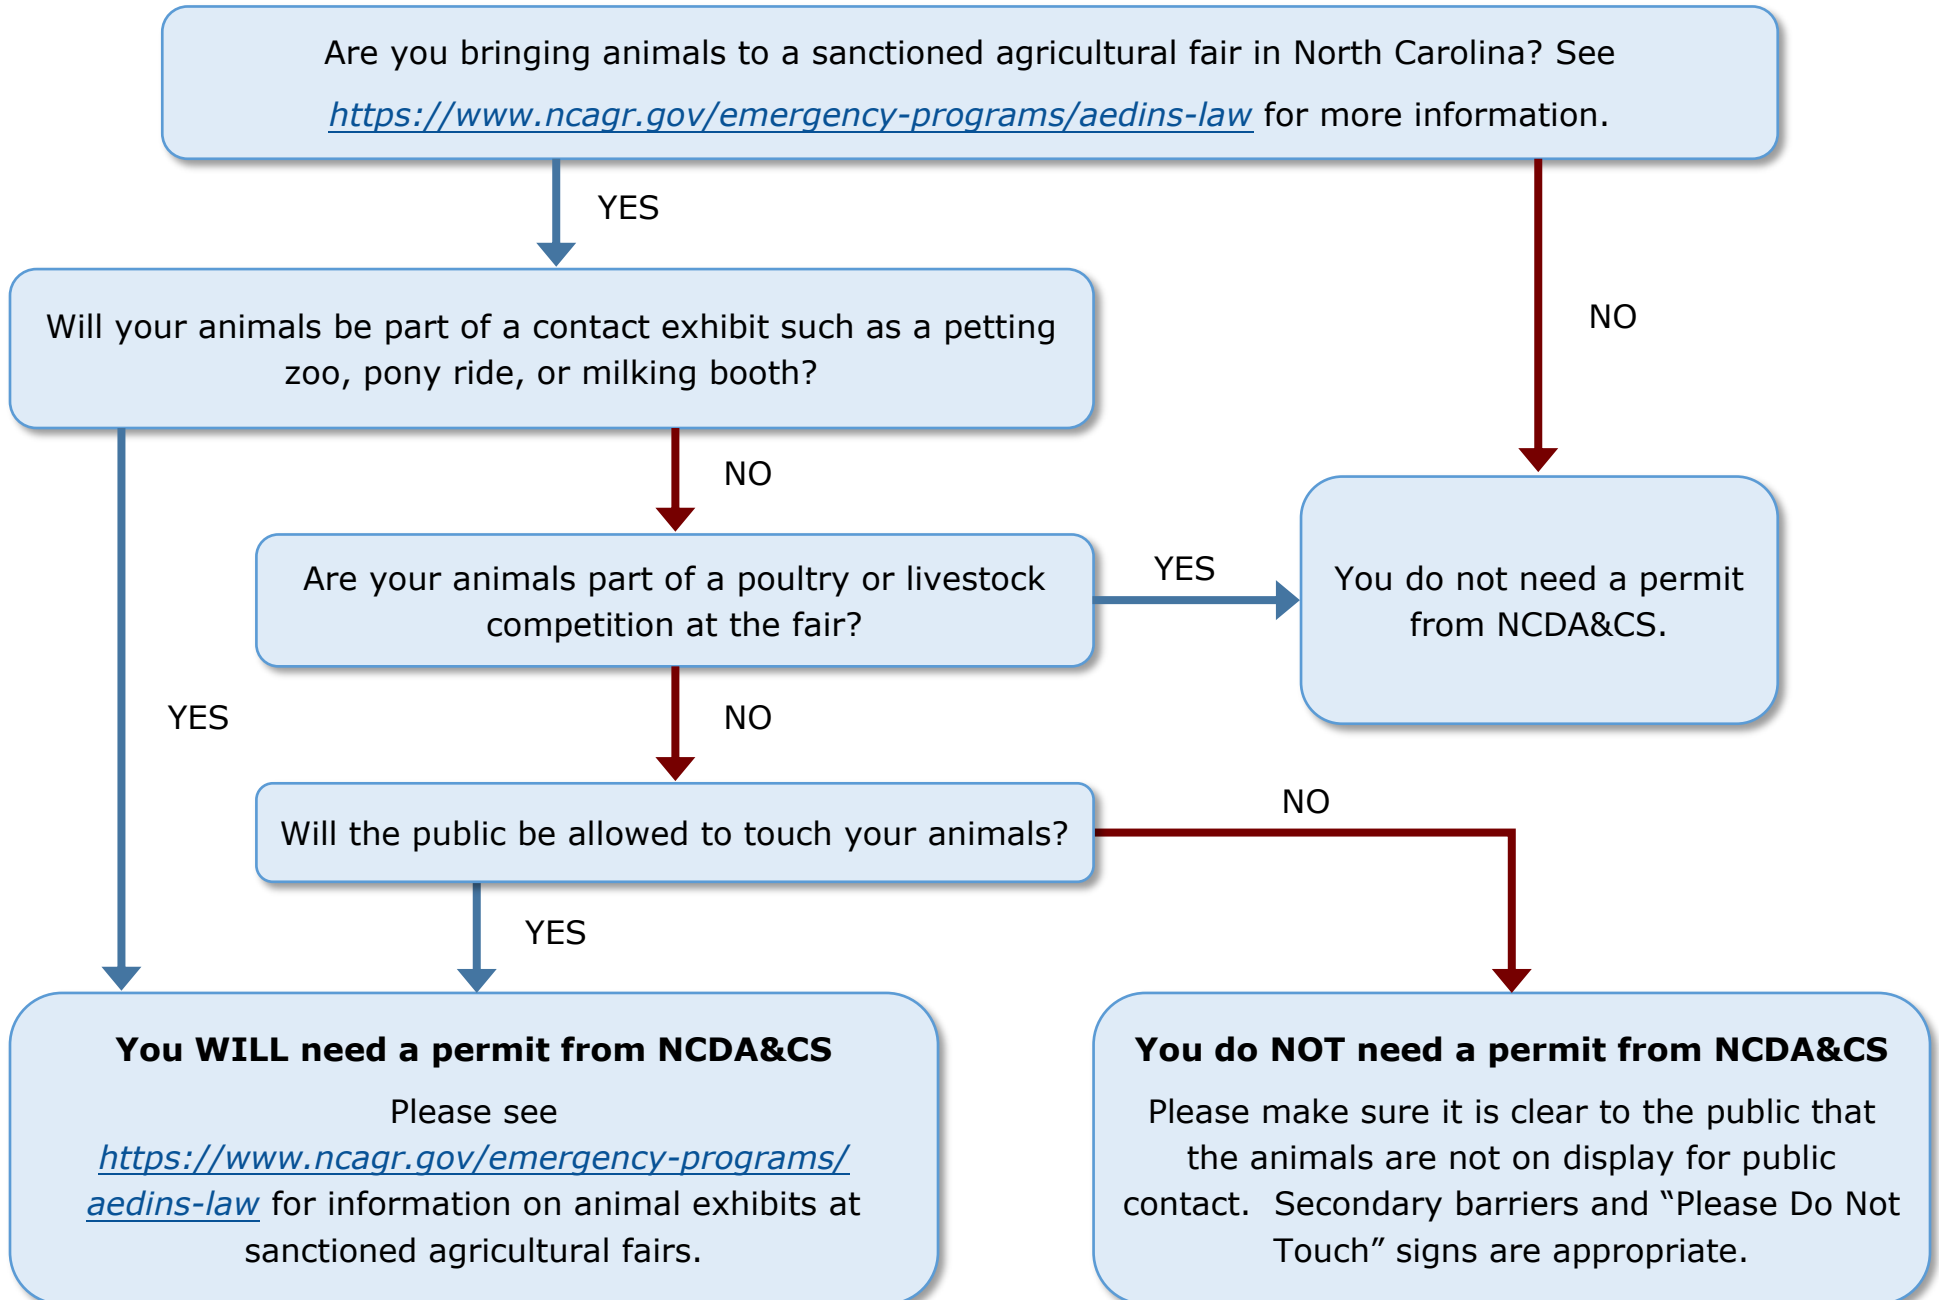 Are you bringing animals to a sanctioned agricultural fair in North Carolina? See
https://www.ncagr.gov/emergency-programs/aedins-law for more information.
YES
NO
Will your animals be part of a contact exhibit such as a petting
zoo, pony ride, or milking booth?
NO
Are your animals part of a poultry or livestock
competition at the fair?
YES
You do not need a permit
from NCDA&CS.
YES
NO
Will the public be allowed to touch your animals?
NO
YES
You WILL need a permit from NCDA&CS
Please see
https://www.ncagr.gov/emergency-programs/
aedins-law for information on animal exhibits at
sanctioned agricultural fairs.
You do NOT need a permit from NCDA&CS
Please make sure it is clear to the public that
the animals are not on display for public
contact.  Secondary barriers and “Please Do Not
Touch” signs are appropriate.